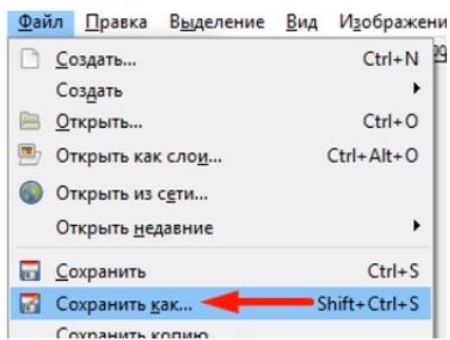 Файл Правка Выделение Вид Изображени
Создать... Ctrl+N
Создать
Открыть... Ctrl+O
Открыть как слои... Ctrl+Alt+O
Открыть из сети...
Открыть недавние
Сохранить Ctrl+S
Сохранить как... Shift+Ctrl+S
Сохранить копию